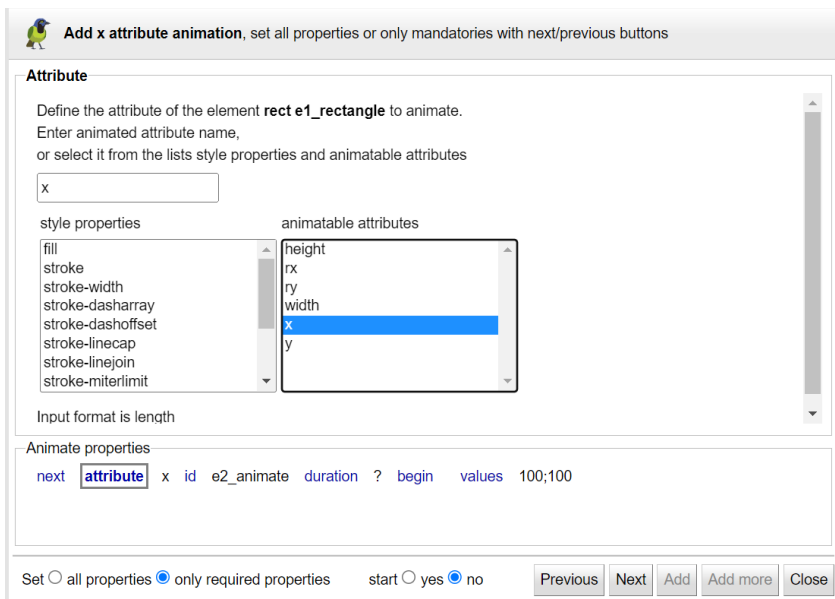 Add x attribute animation, set all properties or only mandatories with next/previous buttons
Attribute
Define the attribute of the element rect e1_rectangle to animate.
Enter animated attribute name,
or select it from the lists style properties and animatable attributes
x
style properties
fill
stroke
stroke-width
stroke-dasharray
stroke-dashoffset
stroke-linecap
stroke-linejoin
stroke-miterlimit
animatable attributes
height
rx
ry
width
x
y
Input format is length
Animate properties
next attribute x id e2_animate duration ? begin values 100;100
Set all properties only required properties start yes no Previous Next Add Add more Close